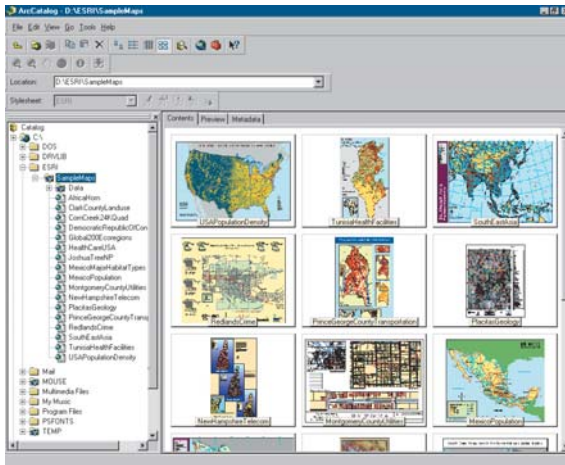 ArcCatalog - D:\ESRI\SampleMaps
File Edit View Go Tools Help
Location: D:\ESRI\SampleMaps
Stylesheet: ESRI
Contents Preview Metadata
Catalog
C:\
DOS
DRVLIB
ESRI
SampleMaps
Data
AfricaHorn
ClarkCountyLanduse
CornCreek24KQuad
DemocraticRepublicOfCon
Global200Ecoregions
HealthCareUSA
JoshuaTreeNP
MexicoMajorHabitatTypes
MexicoPopulation
MontgomeryCountyUtilities
NewHampshireTelecom
PlacitasGeology
PrinceGeorgeCountyTransp
RedlandsCrime
SouthEastAsia
TunisiaHealthFacilities
USAPopulationDensity
Mail
MOUSE
Multimedia Files
My Music
Program Files
PSFONTS
TEMP
USAPopulationDensity
TunisiaHealthFacilities
SouthEastAsia
RedlandsCrime
PrinceGeorgeCountyTransportation
PlacitasGeology
NewHampshireTelecom
MontgomeryCountyUtilities
MexicoPopulation